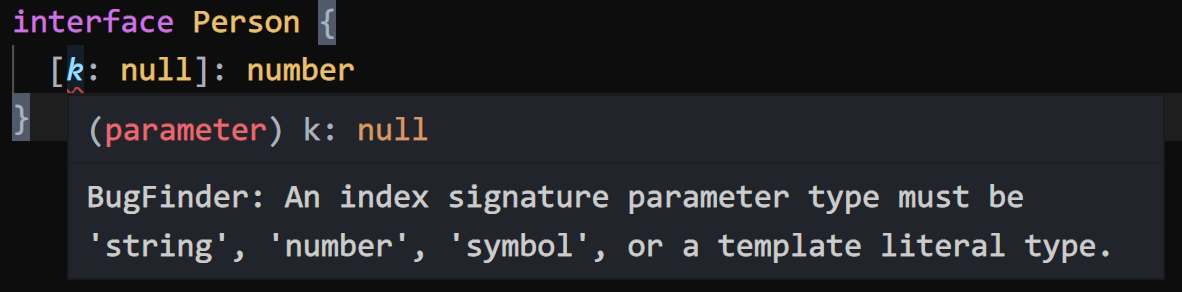 interface Person {
[k: null]: number
}
(parameter) k: null
BugFinder: An index signature parameter type must be
'string', 'number', 'symbol', or a template literal type.